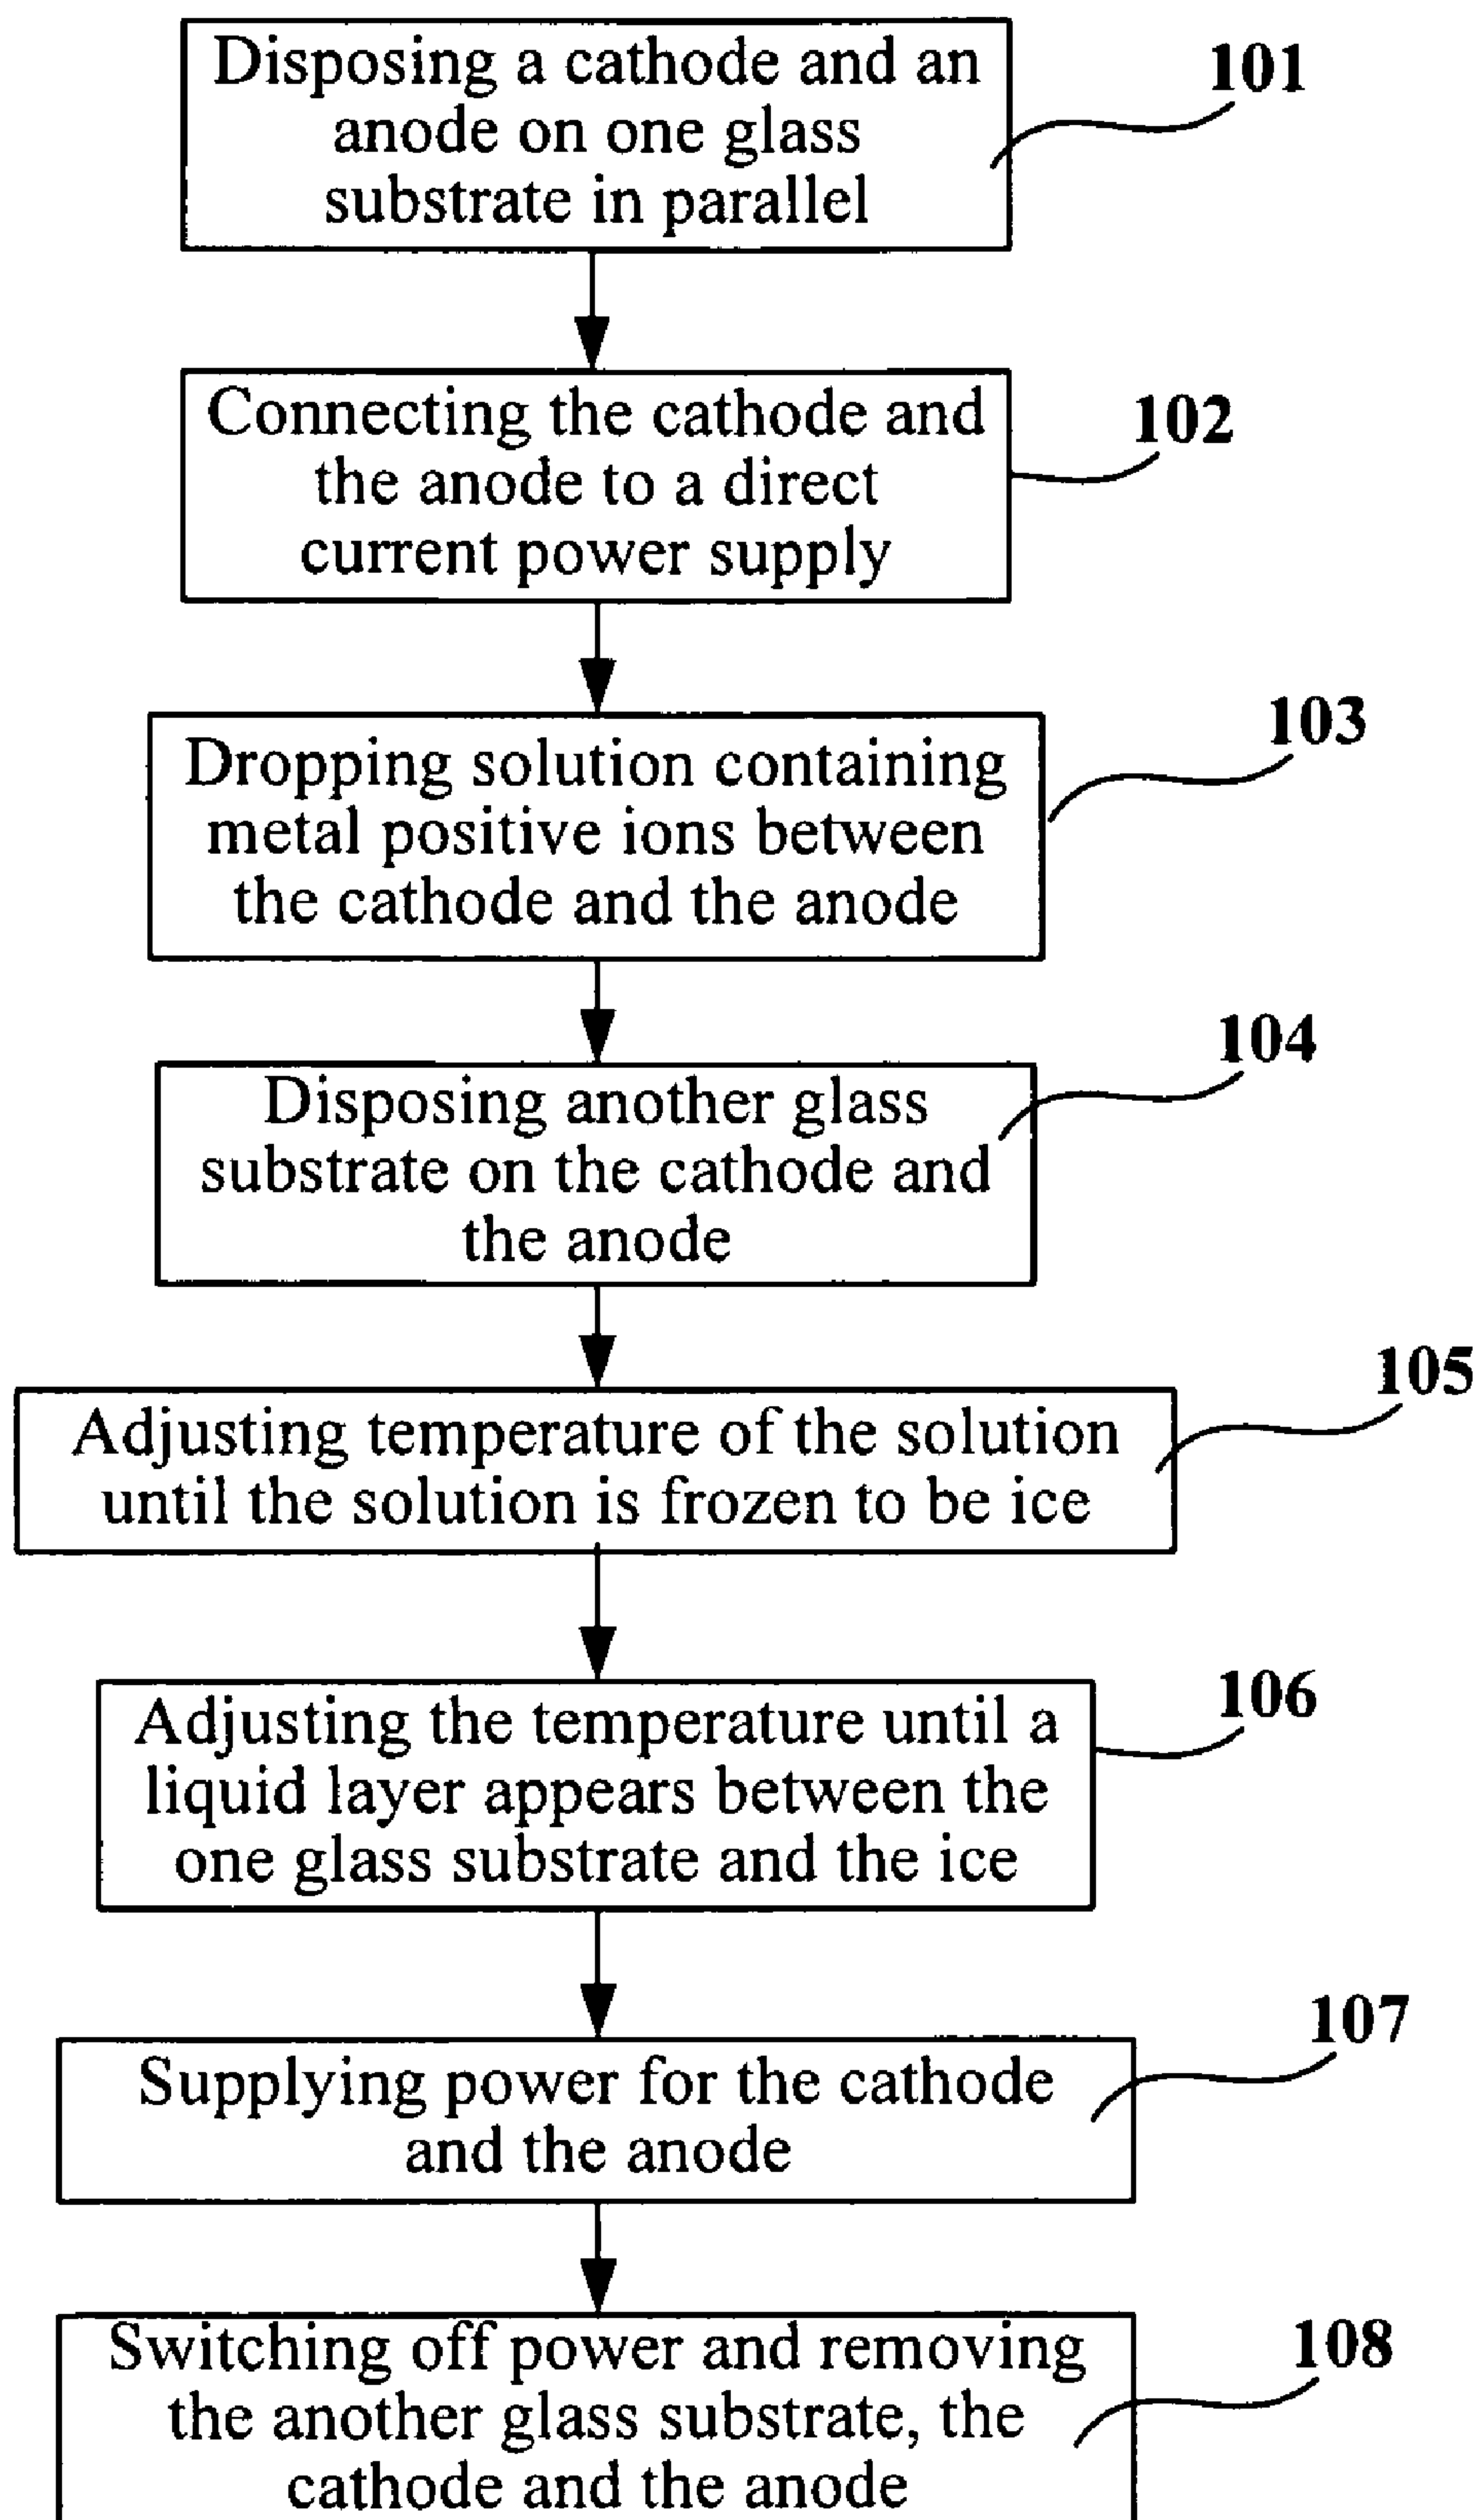 Disposing a cathode and an
anode on one glass
substrate in parallel
101
Connecting the cathode and
the anode to a direct
current power supply
102
Dropping solution containing
metal positive ions between
the cathode and the anode
103
Disposing another glass
substrate on the cathode and
the anode
104
Adjusting temperature of the solution
until the solution is frozen to be ice
105
Adjusting the temperature until a
liquid layer appears between the
one glass substrate and the ice
106
Supplying power for the cathode
and the anode
107
Switching off power and removing
the another glass substrate, the
cathode and the anode
108